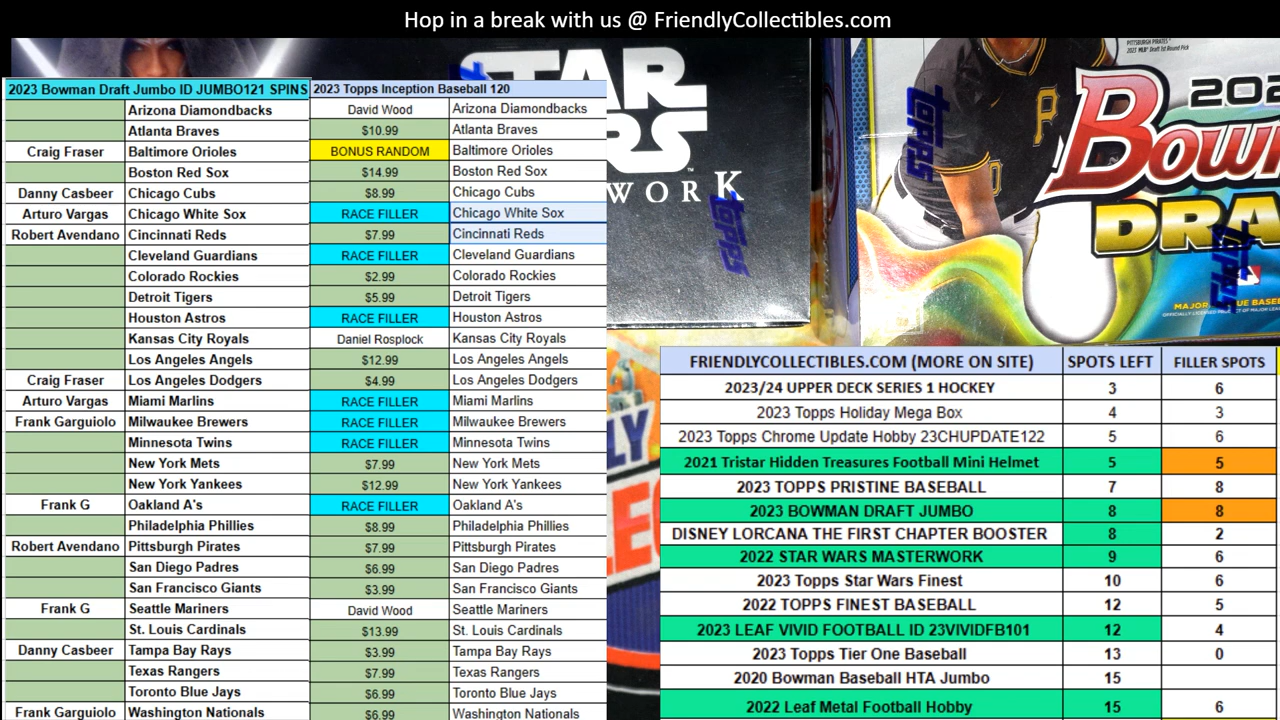 Hop in a break with us @ FriendlyCollectibles.com
2023 Bowman Draft Jumbo ID JUMBO121 SPINS
Arizona Diamondbacks
Atlanta Braves
Craig Fraser Baltimore Orioles
Boston Red Sox
Danny Casbeer Chicago Cubs
Arturo Vargas Chicago White Sox
Robert Avendano Cincinnati Reds
Cleveland Guardians
Colorado Rockies
Detroit Tigers
Houston Astros
Kansas City Royals
Los Angeles Angels
Craig Fraser Los Angeles Dodgers
Arturo Vargas Miami Marlins
Frank Garguiolo Milwaukee Brewers
Minnesota Twins
New York Mets
New York Yankees
Frank G Oakland A's
Philadelphia Phillies
Robert Avendano Pittsburgh Pirates
San Diego Padres
San Francisco Giants
Frank G Seattle Mariners
St. Louis Cardinals
Danny Casbeer Tampa Bay Rays
Texas Rangers
Toronto Blue Jays
Frank Garguiolo Washington Nationals
2023 Topps Inception Baseball 120
David Wood Arizona Diamondbacks
$10.99 Atlanta Braves
BONUS RANDOM Baltimore Orioles
$14.99 Boston Red Sox
$8.99 Chicago Cubs
RACE FILLER Chicago White Sox
$7.99 Cincinnati Reds
RACE FILLER Cleveland Guardians
$2.99 Colorado Rockies
$5.99 Detroit Tigers
RACE FILLER Houston Astros
Daniel Rosplock Kansas City Royals
$12.99 Los Angeles Angels
$4.99 Los Angeles Dodgers
RACE FILLER Miami Marlins
RACE FILLER Milwaukee Brewers
RACE FILLER Minnesota Twins
$7.99 New York Mets
$12.99 New York Yankees
RACE FILLER Oakland A's
$8.99 Philadelphia Phillies
$7.99 Pittsburgh Pirates
$6.99 San Diego Padres
$3.99 San Francisco Giants
David Wood Seattle Mariners
$13.99 St. Louis Cardinals
$3.99 Tampa Bay Rays
$7.99 Texas Rangers
$6.99 Toronto Blue Jays
$6.99 Washington Nationals
STAR
RS
WORK
topps
PITTSBURGH PIRATES
2023 MLB® Draft 1st Round Pick
P
202
BOWM
DRA
topps
topps
FRIENDLYCOLLECTIBLES.COM (MORE ON SITE) SPOTS LEFT FILLER SPOTS
2023/24 UPPER DECK SERIES 1 HOCKEY 3 6
2023 Topps Holiday Mega Box 4 3
2023 Topps Chrome Update Hobby 23CHUPDATE122 5 6
2021 Tristar Hidden Treasures Football Mini Helmet 5 5
2023 TOPPS PRISTINE BASEBALL 7 8
2023 BOWMAN DRAFT JUMBO 8 8
DISNEY LORCANA THE FIRST CHAPTER BOOSTER 8 2
2022 STAR WARS MASTERWORK 9 6
2023 Topps Star Wars Finest 10 6
2022 TOPPS FINEST BASEBALL 12 5
2023 LEAF VIVID FOOTBALL ID 23VIVIDFB101 12 4
2023 Topps Tier One Baseball 13 0
2020 Bowman Baseball HTA Jumbo 15
2022 Leaf Metal Football Hobby 15 6